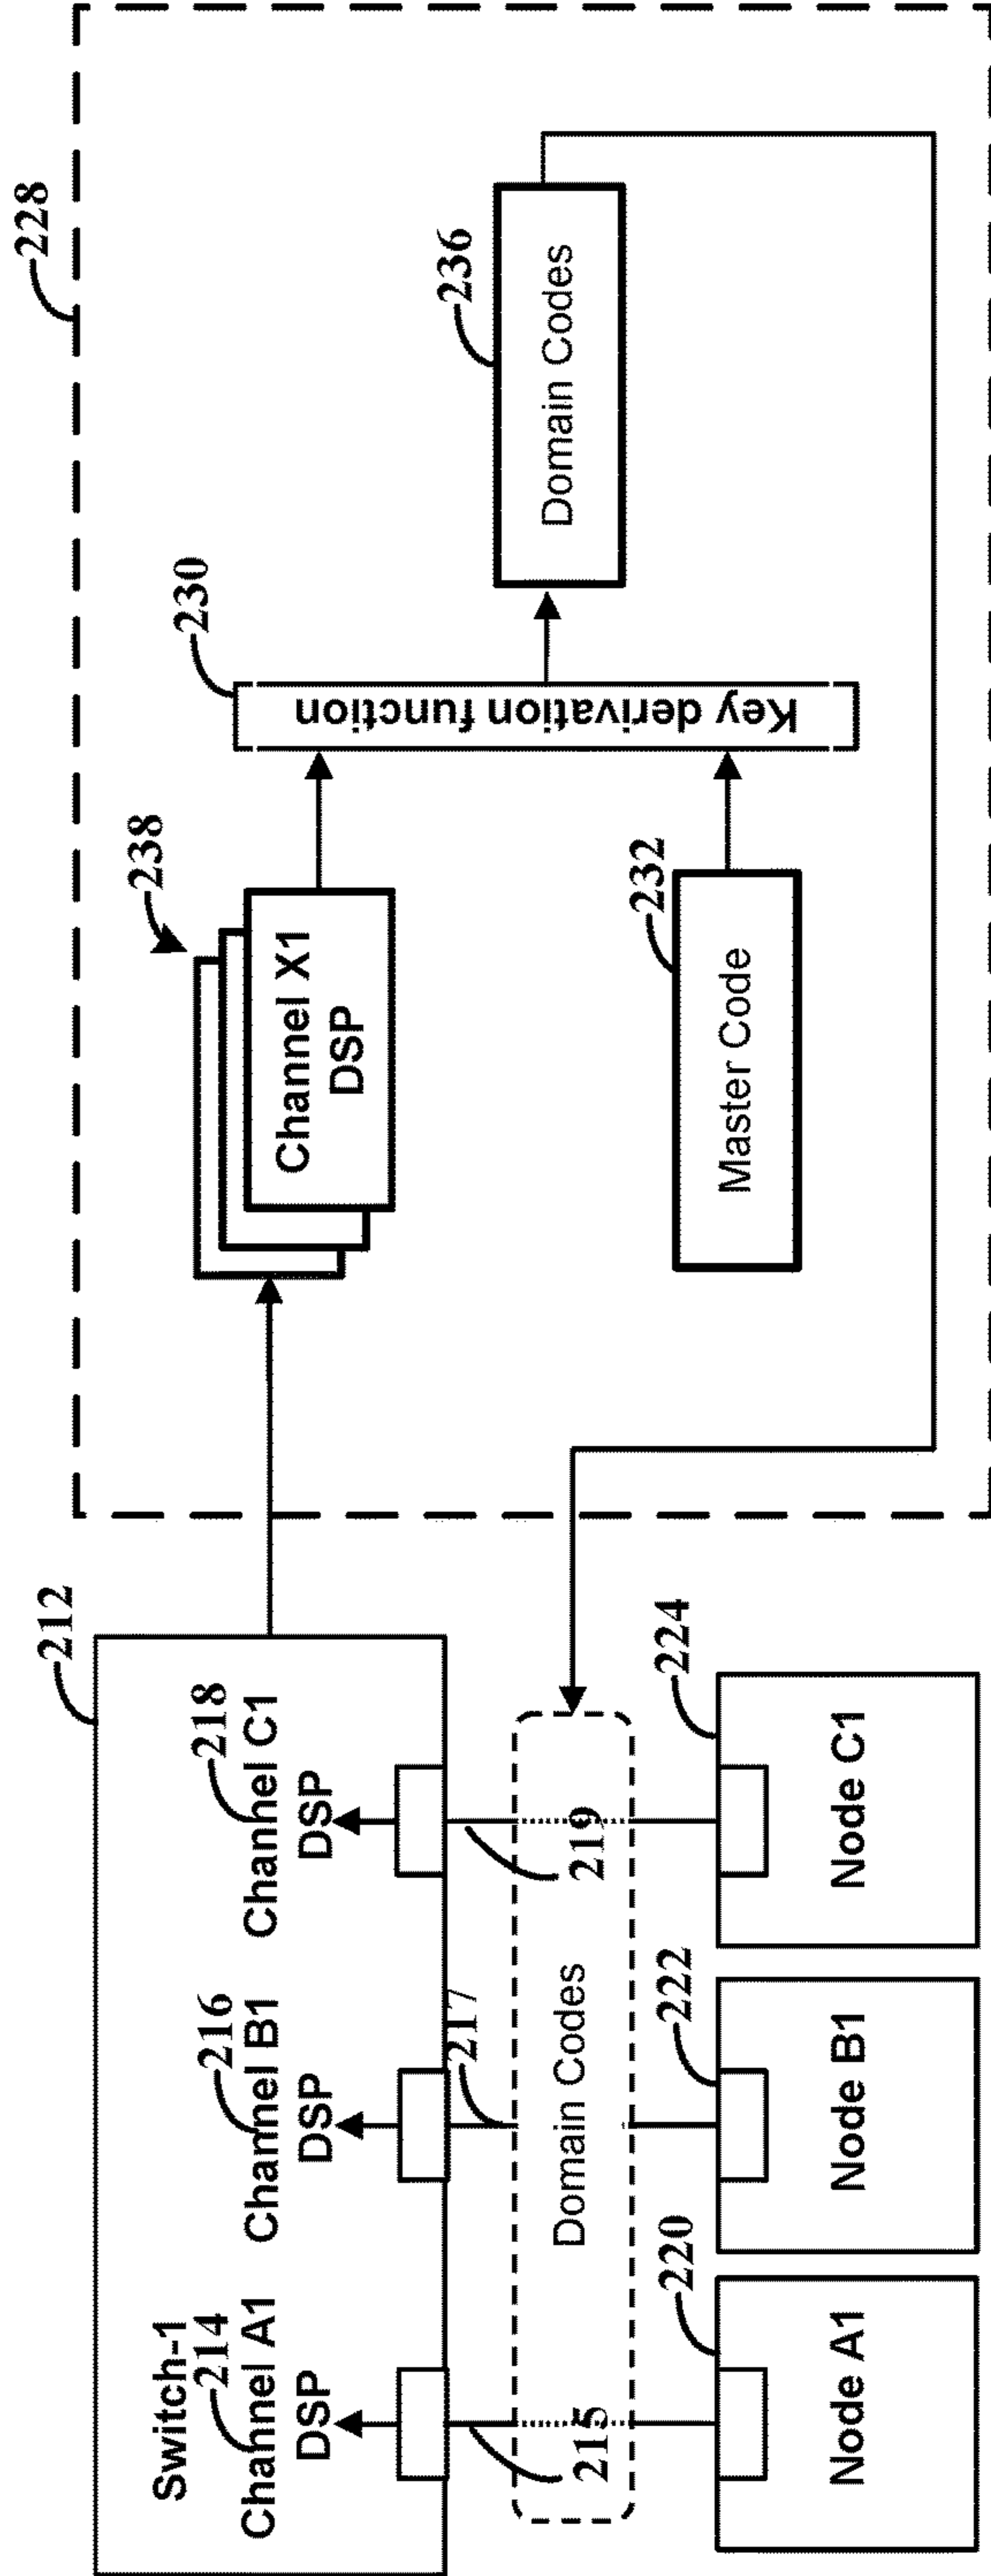 228
212
Switch-1
214
Channel A1
DSP
216
Channel B1
DSP
218
Channel C1
DSP
215
217
219
Domain Codes
220
Node A1
222
Node B1
224
Node C1
238
Channel X1
DSP
230
Key derivation function
232
Master Code
236
Domain Codes